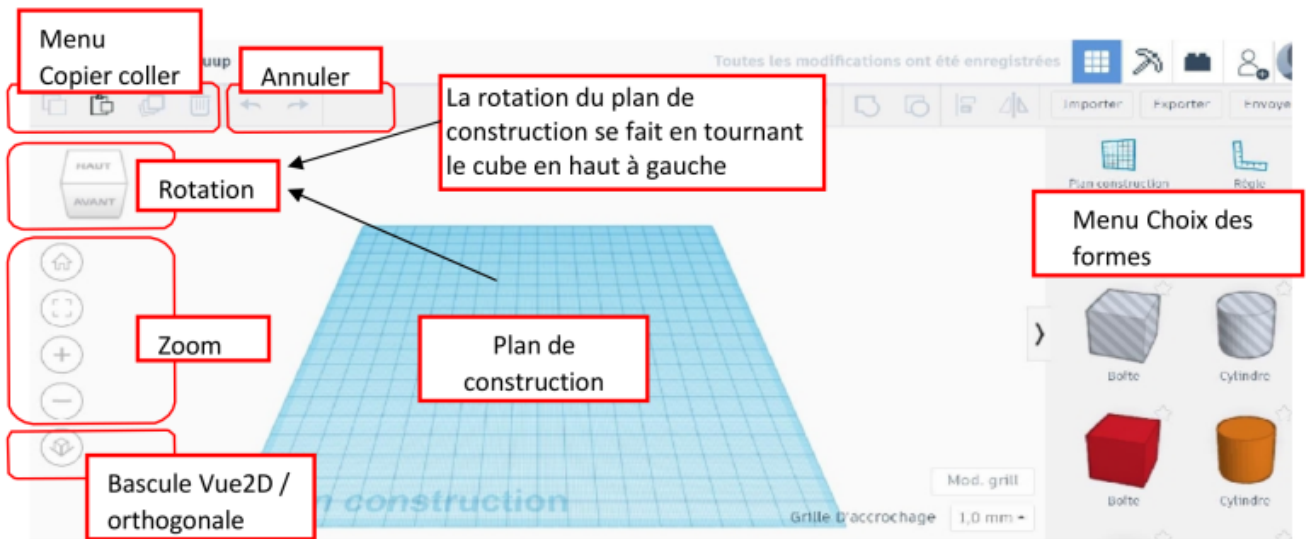 Menu
Copier coller
uup
Annuler
Toutes les modifications ont été enregistrées
La rotation du plan de
construction se fait en tournant
le cube en haut à gauche
Importer
Exporter
Envoye
HAUT
AVANT
Rotation
Plan construction
Règle
Menu Choix des
formes
Zoom
Plan de
construction
Boîte
Cylindre
Boîte
Cylindre
Bascule Vue2D /
orthogonale
n construction
Mod. grill
Grille D'accrochage
1,0 mm